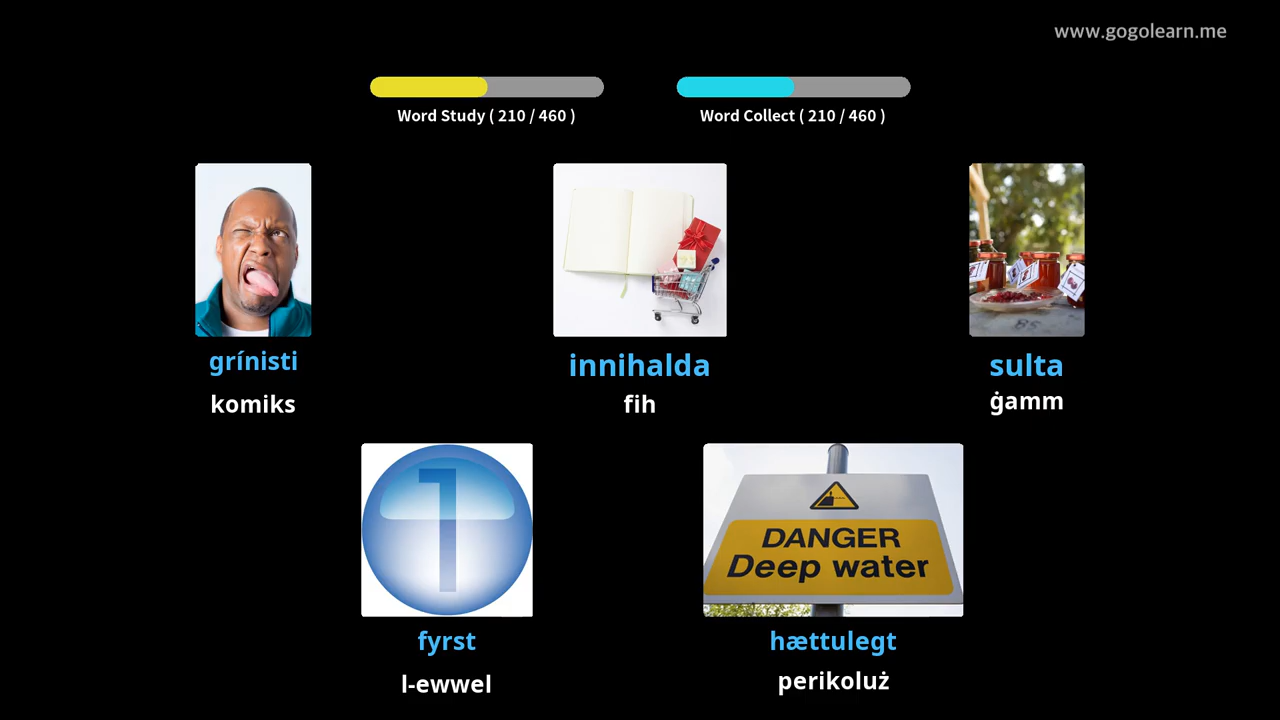 www.gogolearn.me
Word Study ( 210 / 460 )
Word Collect ( 210 / 460 )
grínisti
komiks
innihalda
fih
sulta
ġamm
1
fyrst
l-ewwel
DANGER
Deep water
hættulegt
perikoluż